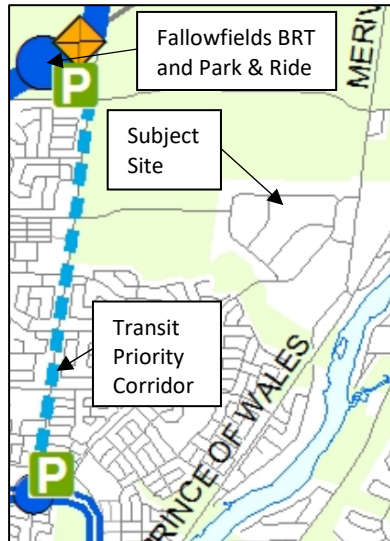 Fallowfields BRT
and Park & Ride
MERIV
P
Subject
Site
Transit
Priority
Corridor
PRINCE OF WALES
P